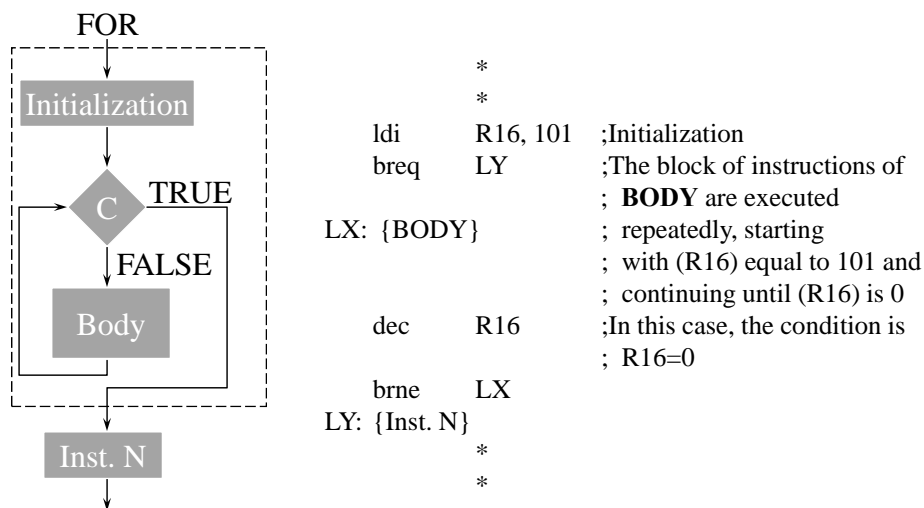 FOR
Initialization
C
TRUE
FALSE
Body
Inst. N
*
*
ldi R16, 101 ;Initialization
breq LY ;The block of instructions of
; BODY are executed
LX: {BODY} ; repeatedly, starting
; with (R16) equal to 101 and
; continuing until (R16) is 0
dec R16 ;In this case, the condition is
; R16=0
brne LX
LY: {Inst. N}
*
*